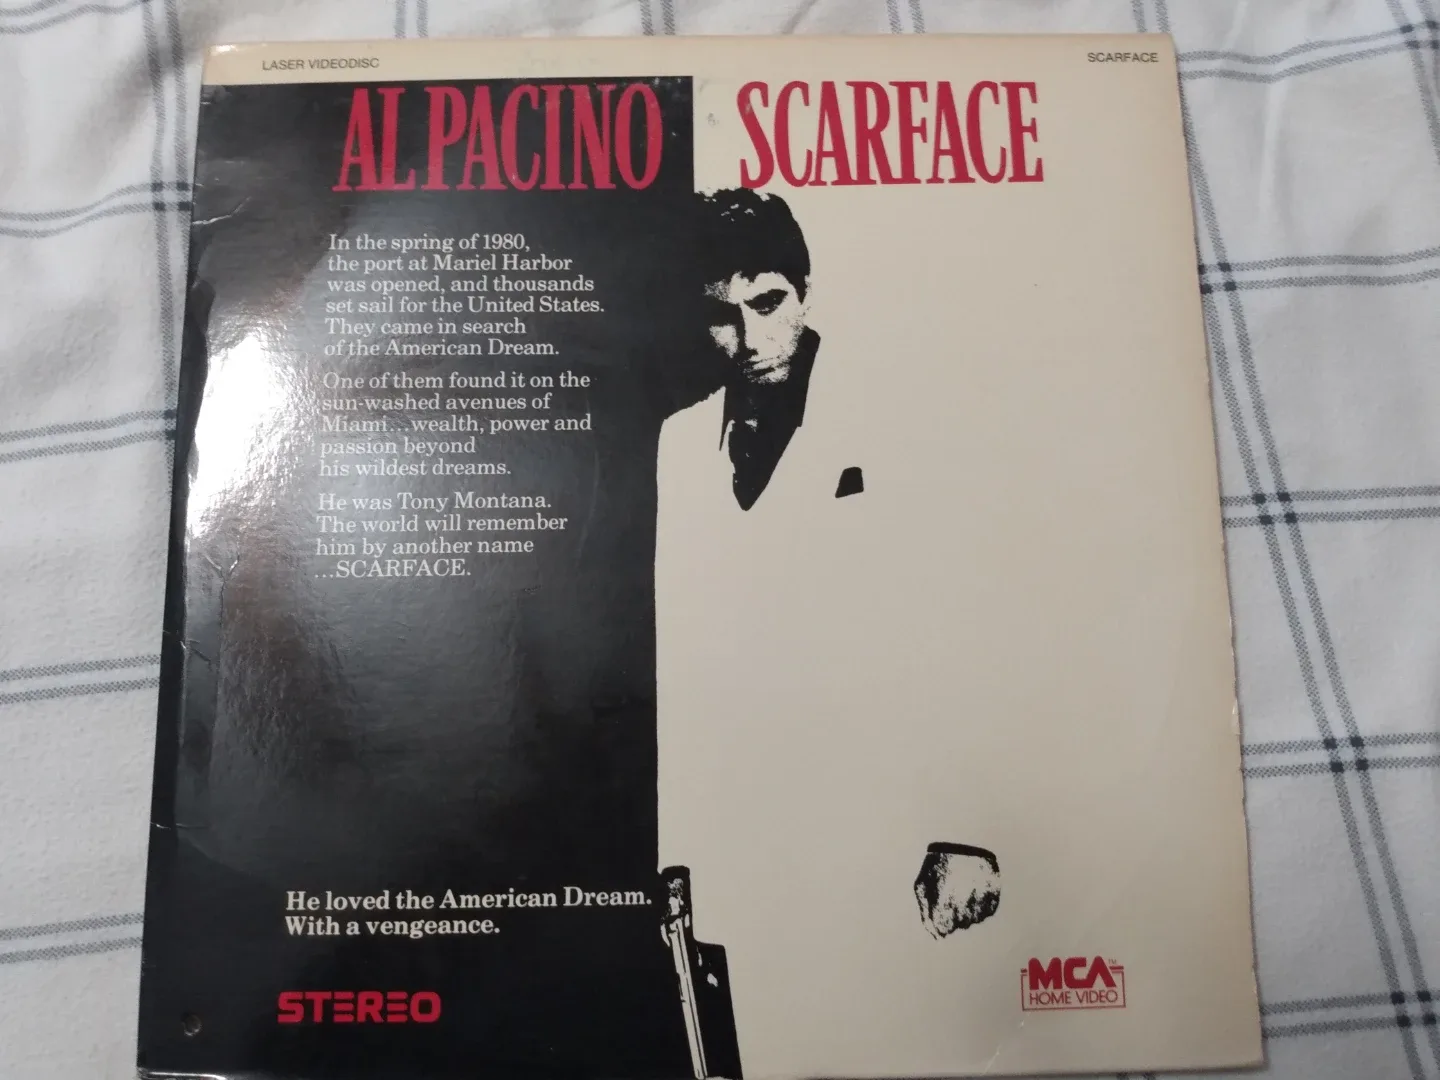 LASER VIDEODISC
SCARFACE
AL PACINO
SCARFACE
In the spring of 1980,
the port at Mariel Harbor
was opened, and thousands
set sail for the United States.
They came in search
of the American Dream.
One of them found it on the
sun-washed avenues of
Miami...wealth, power and
passion beyond
his wildest dreams.
He was Tony Montana.
The world will remember
him by another name
...SCARFACE.
He loved the American Dream.
With a vengeance.
STEREO
MCA™
HOME VIDEO